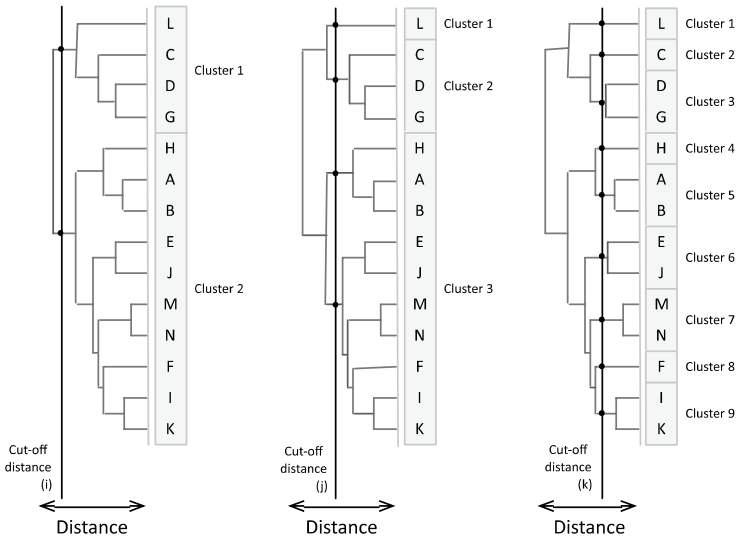 L
C
D
G
H
A
B
E
J
M
N
F
I
K
Cluster 1
Cluster 2
Cut-off
distance
(i)
Distance
L
C
D
G
H
A
B
E
J
M
N
F
I
K
Cluster 1
Cluster 2
Cluster 3
Cut-off
distance
(j)
Distance
L
C
D
G
H
A
B
E
J
M
N
F
I
K
Cluster 1
Cluster 2
Cluster 3
Cluster 4
Cluster 5
Cluster 6
Cluster 7
Cluster 8
Cluster 9
Cut-off
distance
(k)
Distance